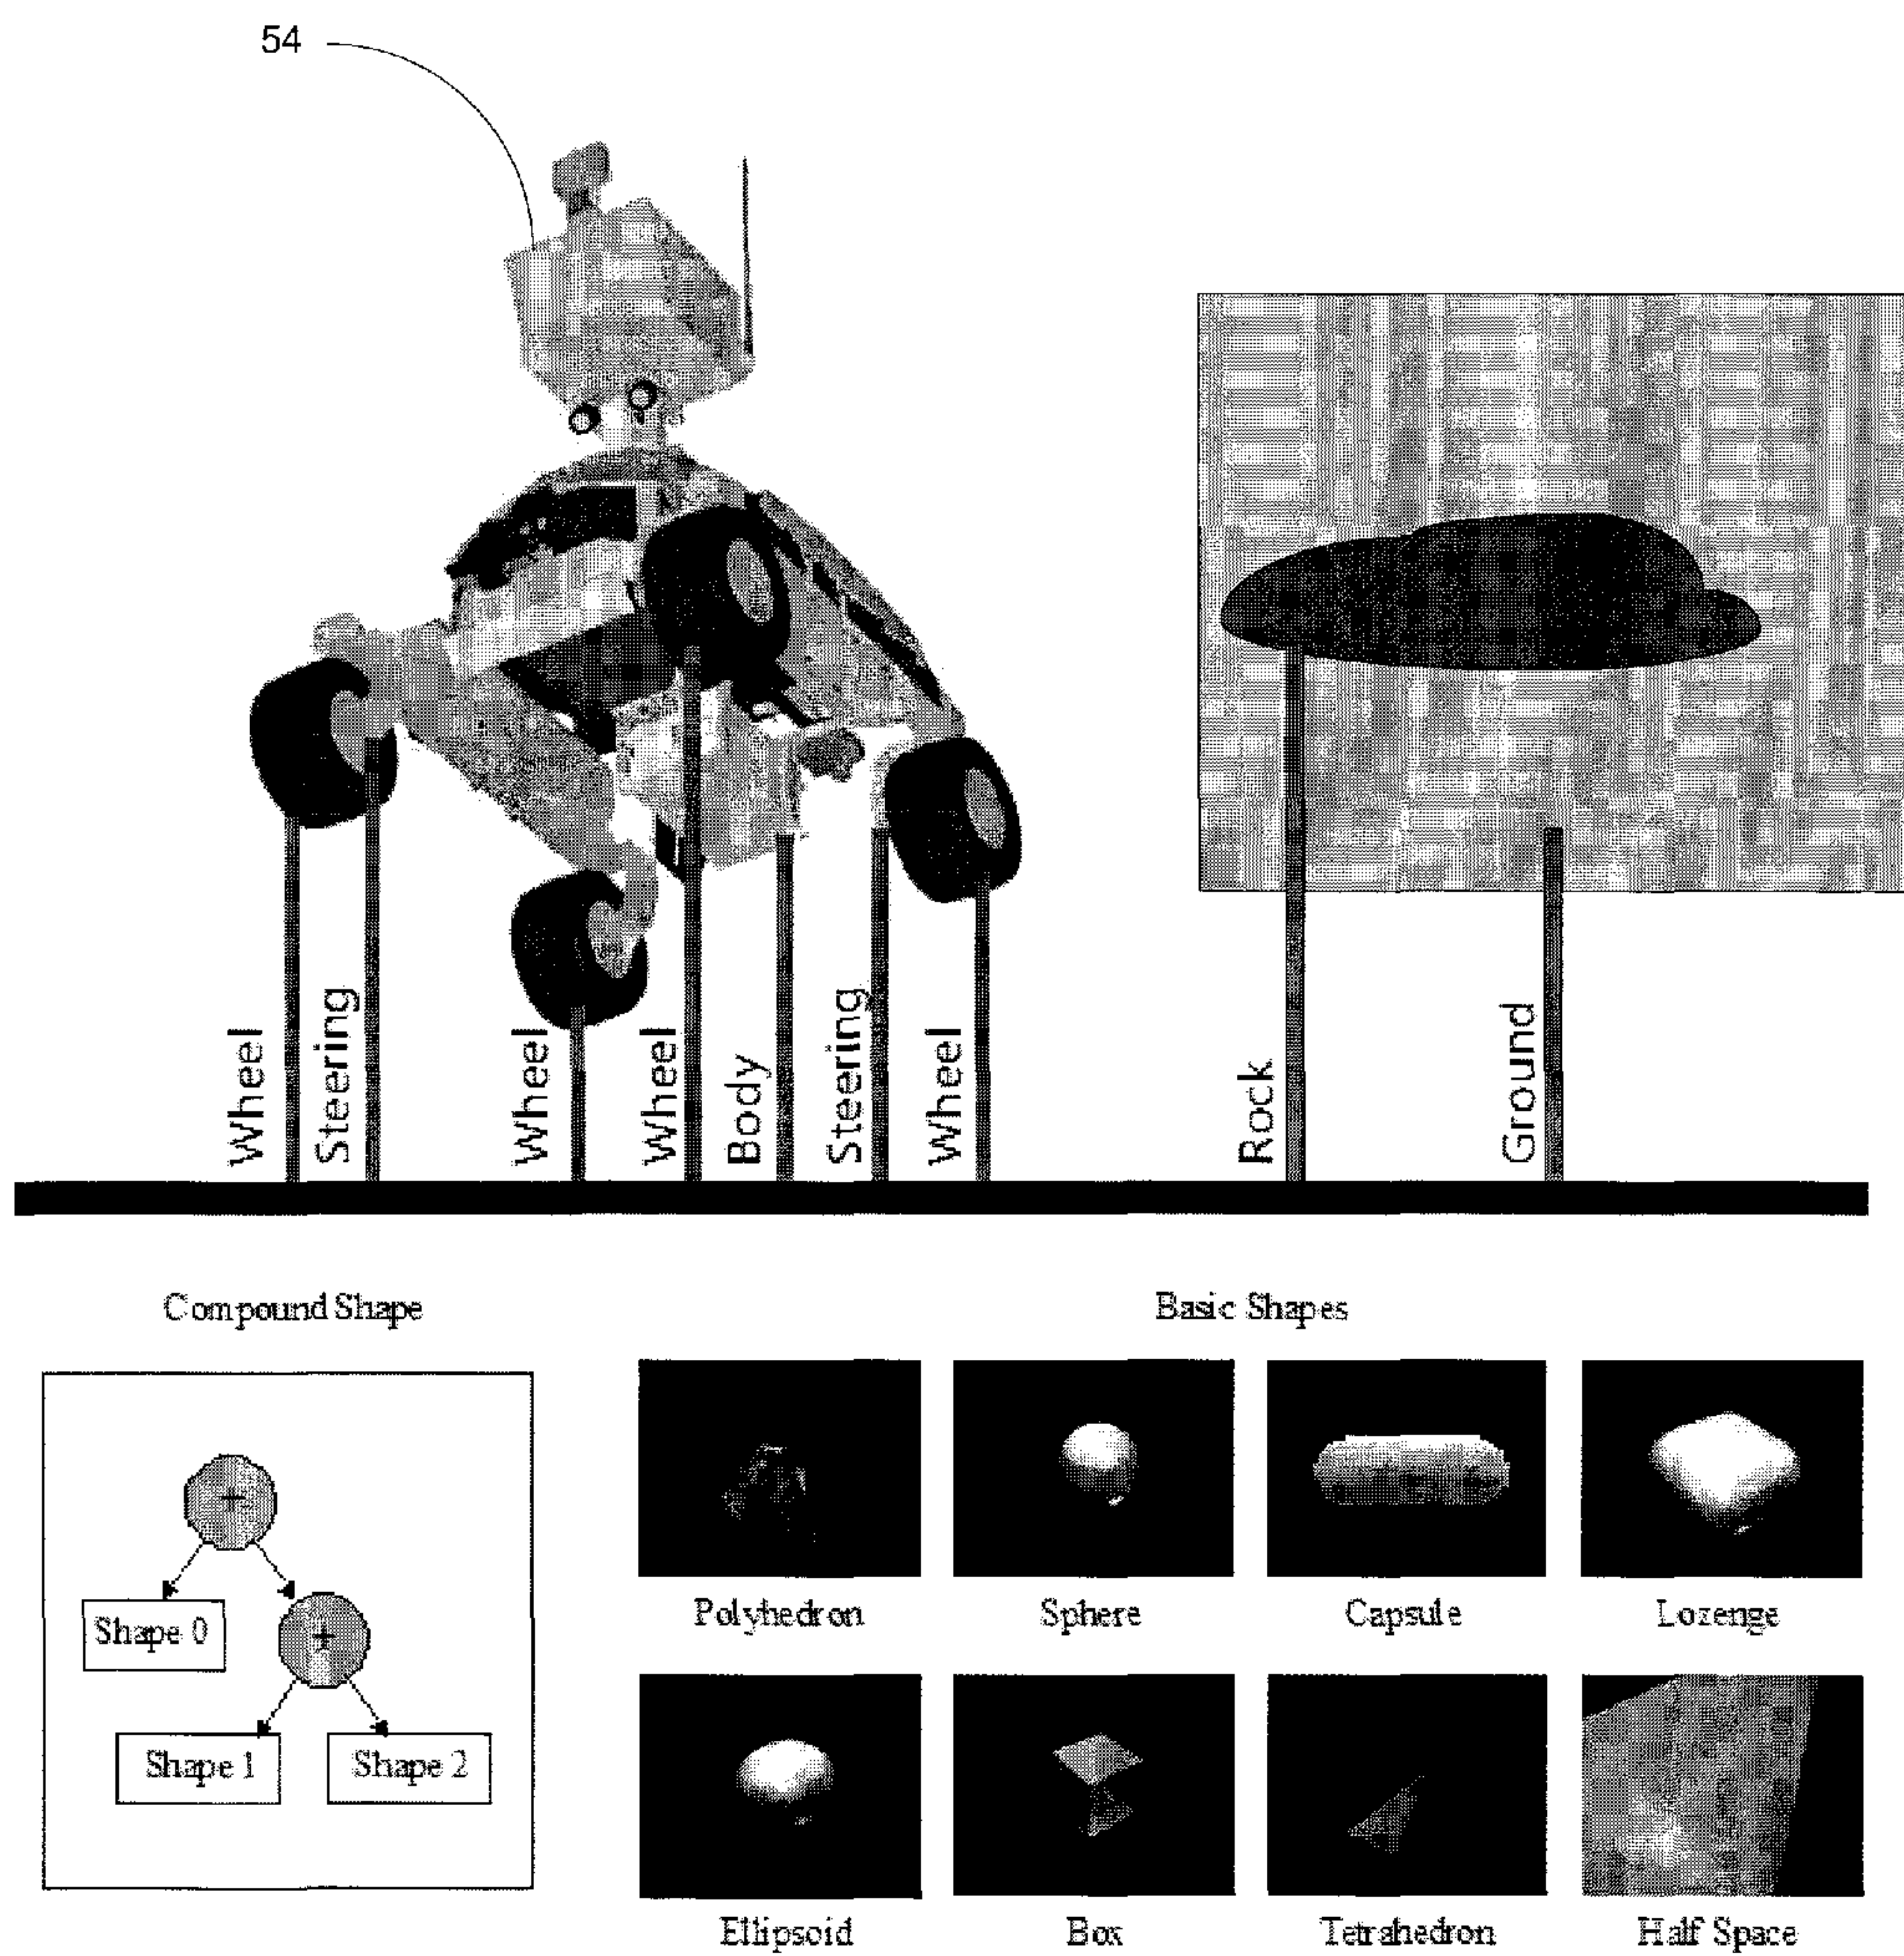 54
Wheel
Steering
Wheel
Wheel
Body
Steering
Wheel
Rock
Ground
Compound Shape
Basic Shapes
+
Shape 0
+
Shape 1
Shape 2
Polyhedron
Sphere
Capsule
Lozenge
Ellipsoid
Box
Tetrahedron
Half Space